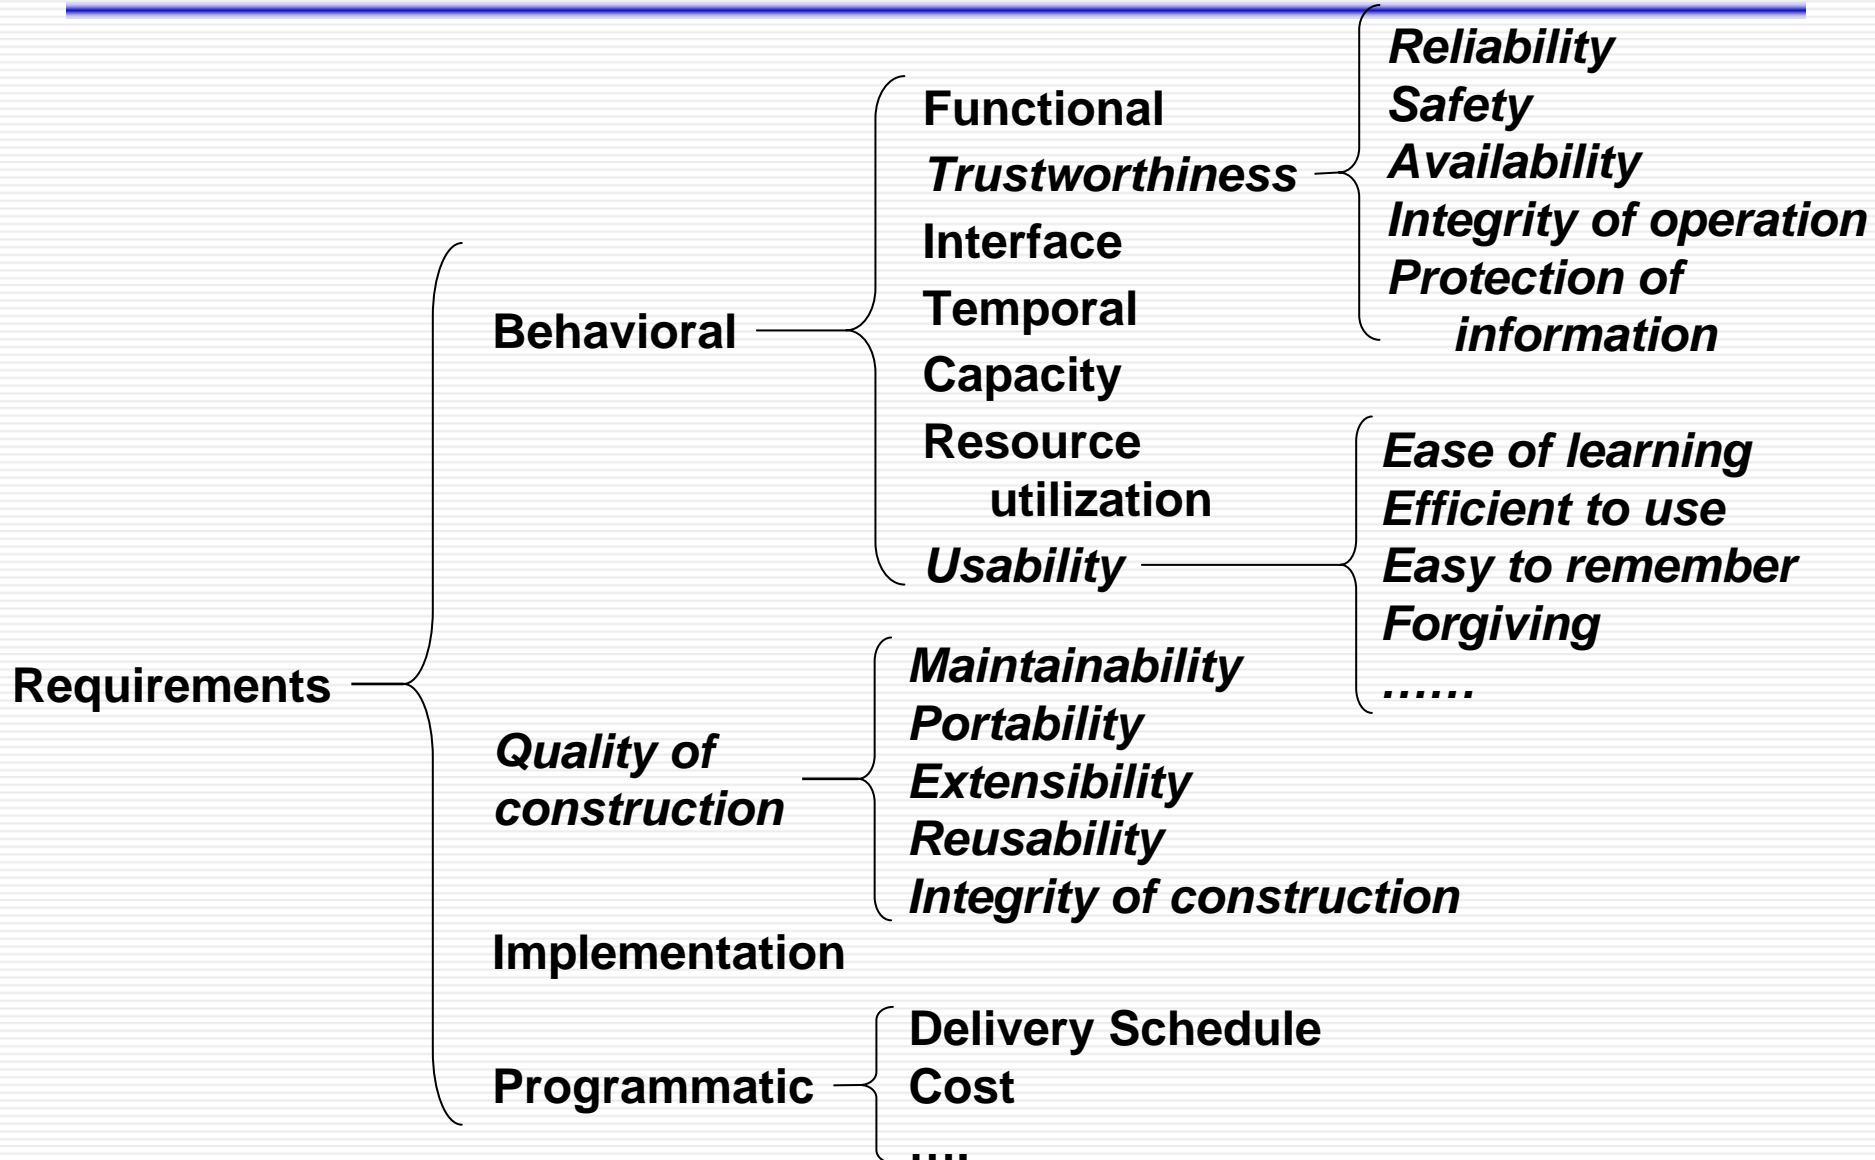 Requirements
Behavioral
Functional
Trustworthiness
Reliability
Safety
Availability
Integrity of operation
Protection of
information
Interface
Temporal
Capacity
Resource
utilization
Usability
Ease of learning
Efficient to use
Easy to remember
Forgiving
……
Quality of
construction
Maintainability
Portability
Extensibility
Reusability
Integrity of construction
Implementation
Programmatic
Delivery Schedule
Cost
….